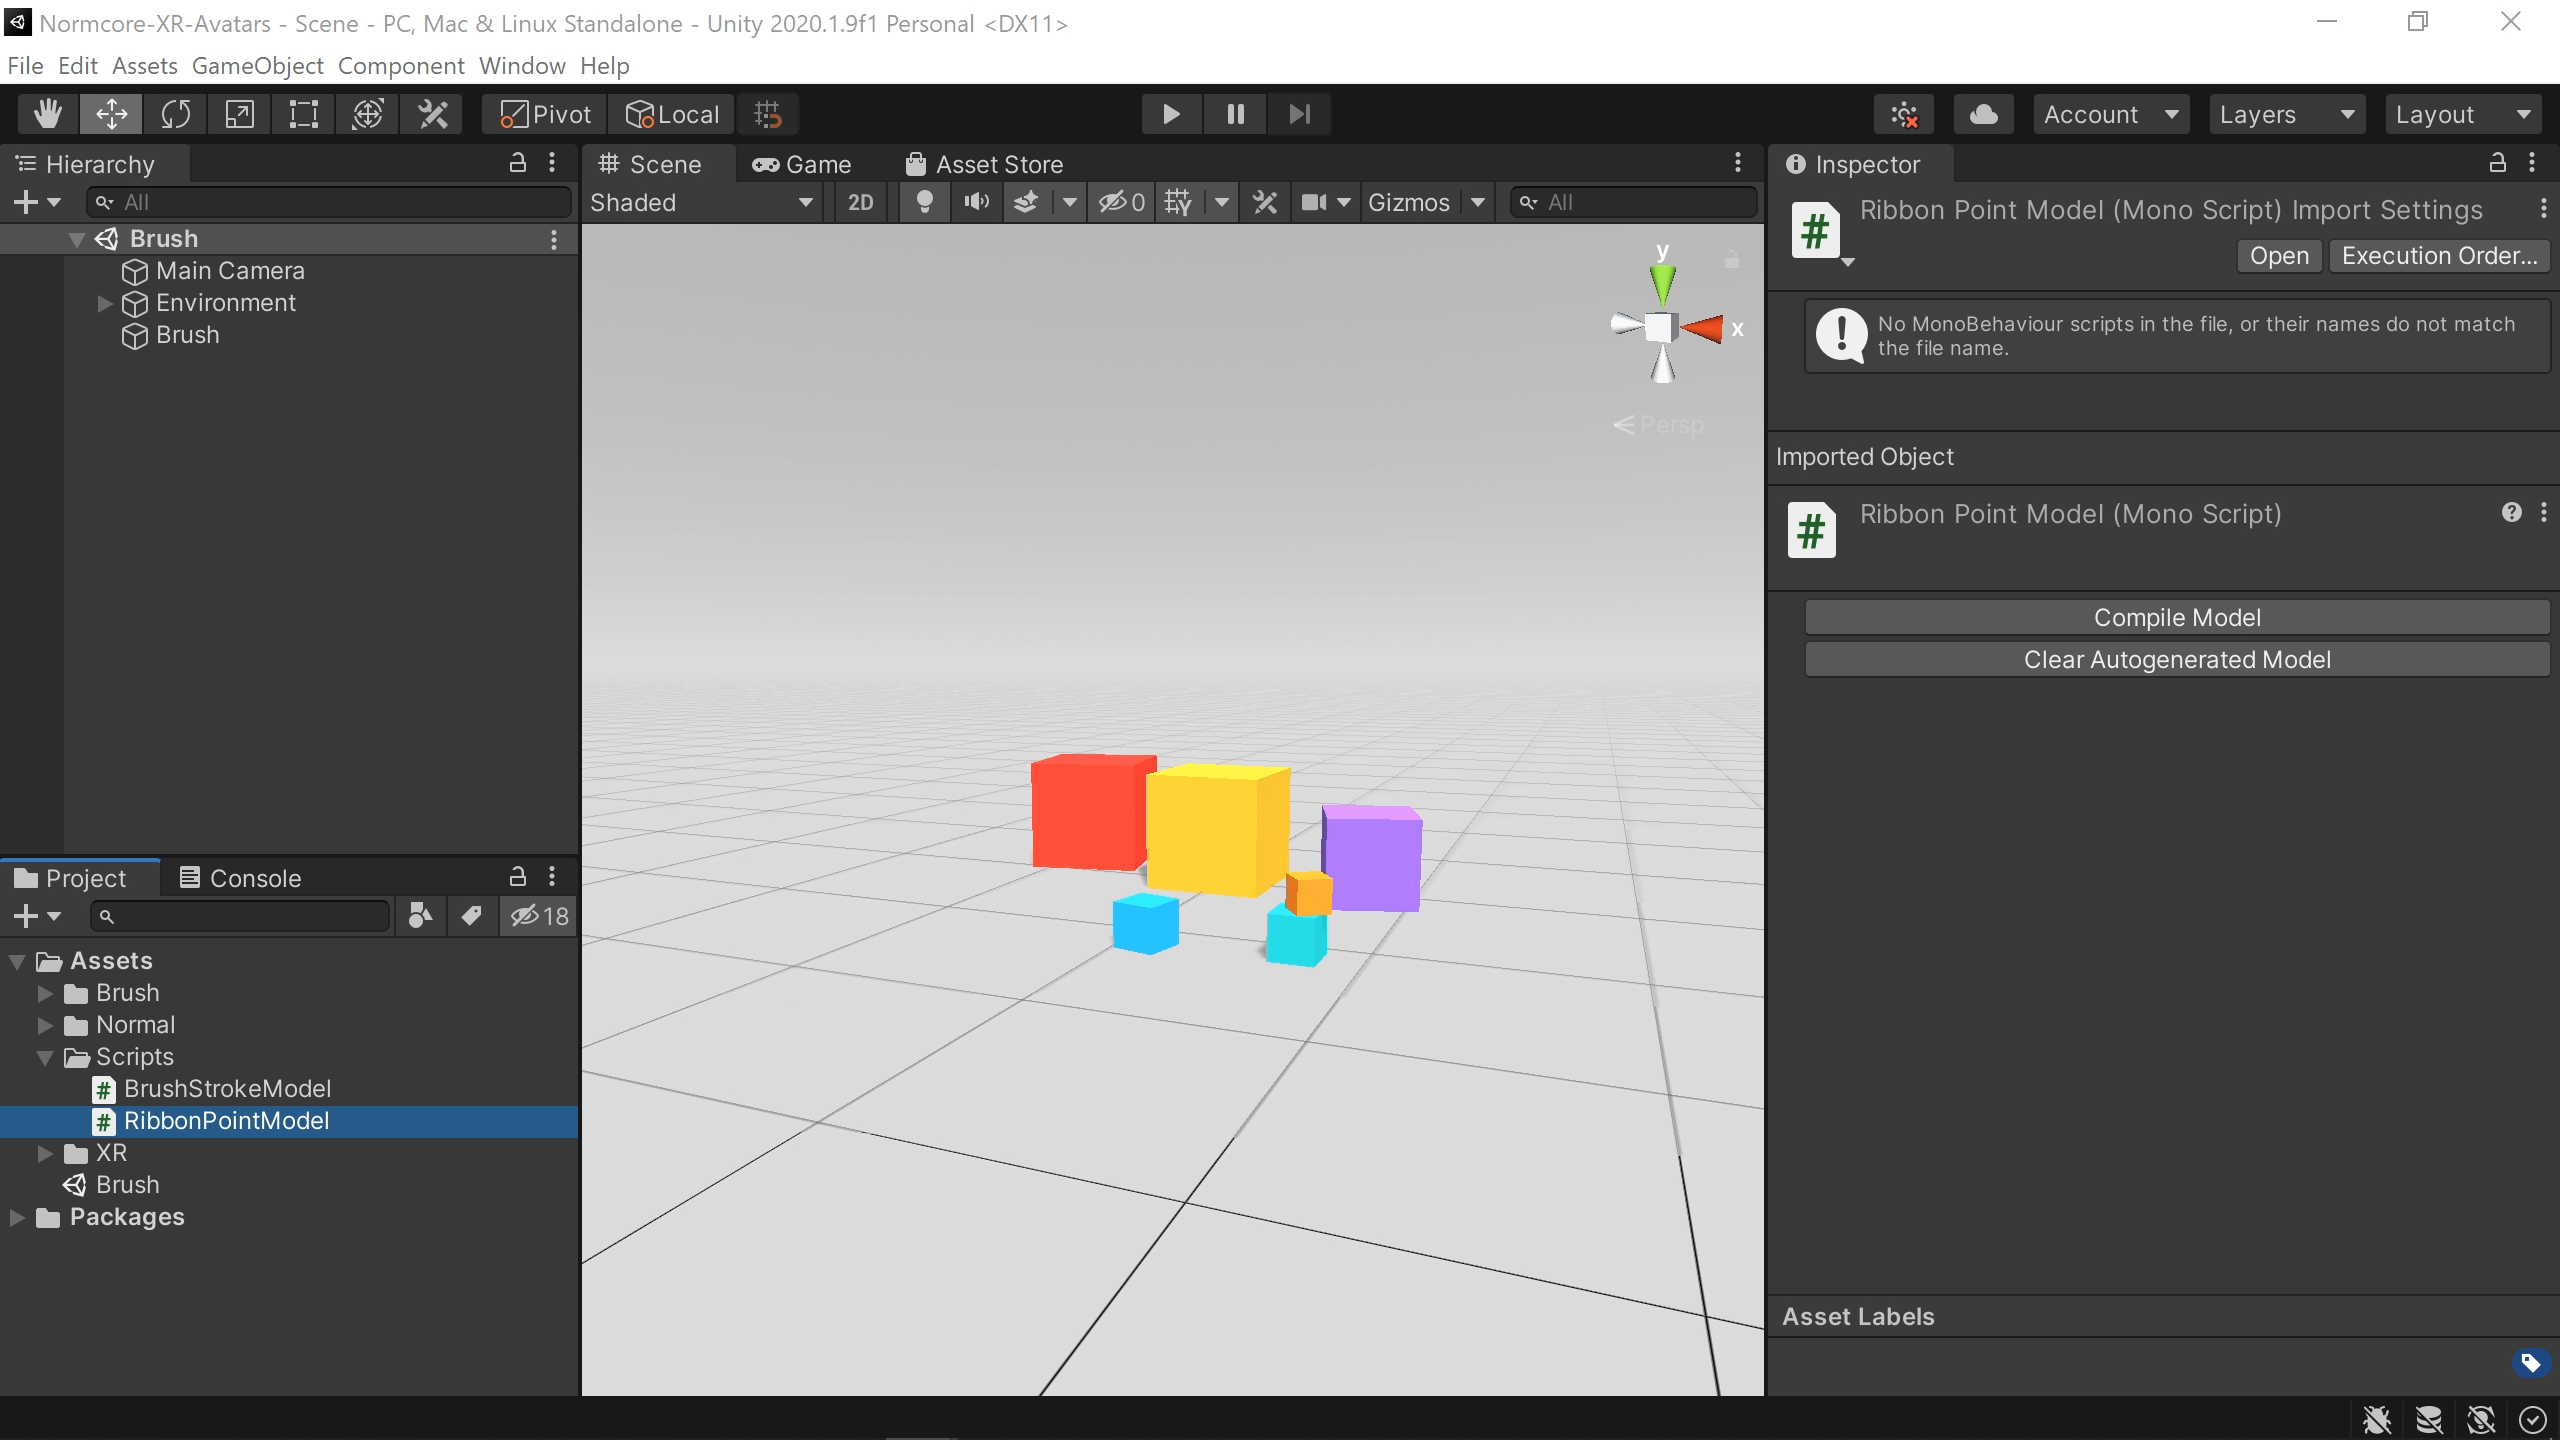 Normcore-XR-Avatars - Scene - PC, Mac & Linux Standalone - Unity 2020.1.9f1 Personal <DX11>
File Edit Assets GameObject Component Window Help
Pivot Local Account Layers Layout
Hierarchy
All
Brush
Main Camera
Environment
Brush
Scene Game Asset Store
Shaded 2D 0 Gizmos All
y
x
Persp
Inspector
Ribbon Point Model (Mono Script) Import Settings
Open Execution Order...
No MonoBehaviour scripts in the file, or their names do not match
the file name.
Imported Object
Ribbon Point Model (Mono Script)
Compile Model
Clear Autogenerated Model
Asset Labels
Project Console
18
Assets
Brush
Normal
Scripts
BrushStrokeModel
RibbonPointModel
XR
Brush
Packages